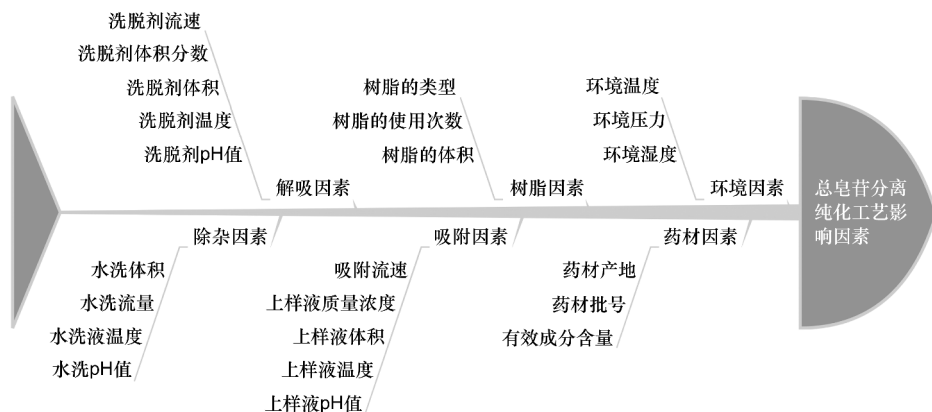 洗脱剂流速
洗脱剂体积分数
洗脱剂体积
洗脱剂温度
洗脱剂pH值
解吸因素
树脂的类型
树脂的使用次数
树脂的体积
树脂因素
环境温度
环境压力
环境湿度
环境因素
总皂苷分离
纯化工艺影
响因素
除杂因素
水洗体积
水洗流量
水洗液温度
水洗pH值
吸附因素
吸附流速
上样液质量浓度
上样液体积
上样液温度
上样液pH值
药材因素
药材产地
药材批号
有效成分含量